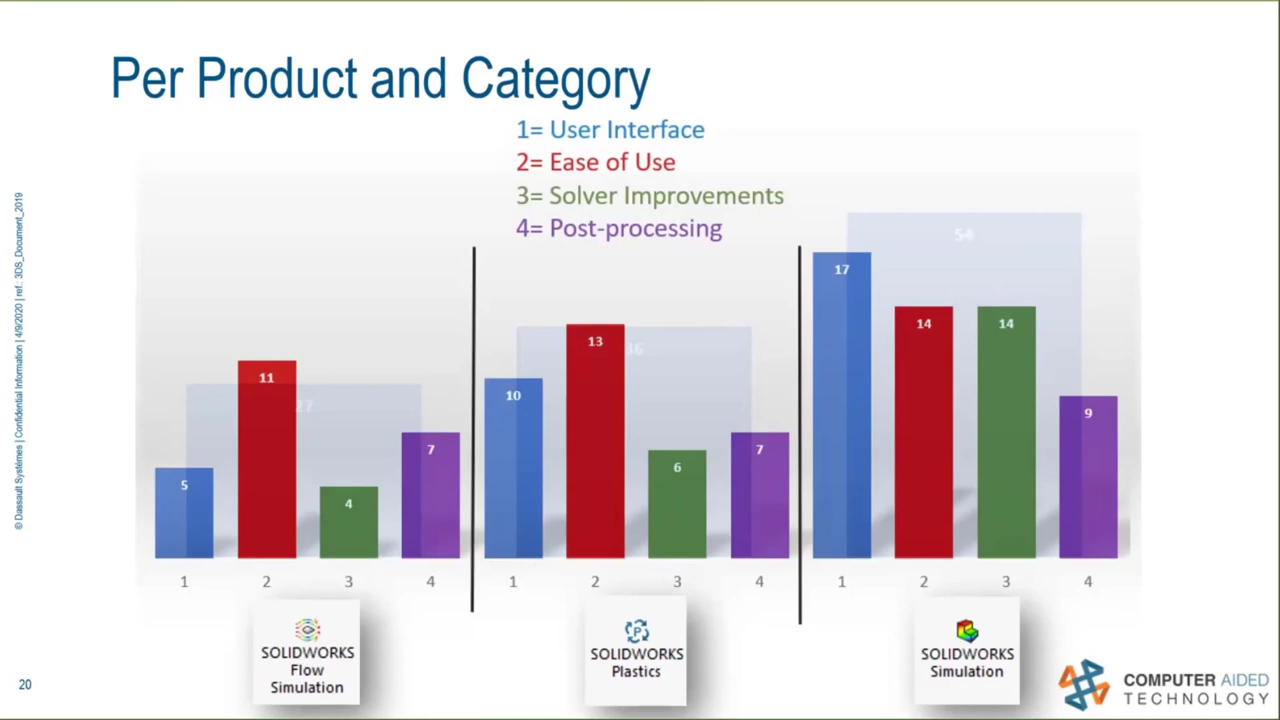 Per Product and Category
1= User Interface
2= Ease of Use
3= Solver Improvements
4= Post-processing
© Dassault Systèmes | Confidential Information | 4/9/2020 | ref.: 3DS_Document_2019
5
11
27
4
7
10
13
36
6
7
17
54
14
14
9
1
2
3
4
1
2
3
4
1
2
3
4
SOLIDWORKS
Flow
Simulation
P
SOLIDWORKS
Plastics
SOLIDWORKS
Simulation
20
COMPUTER AIDED
TECHNOLOGY